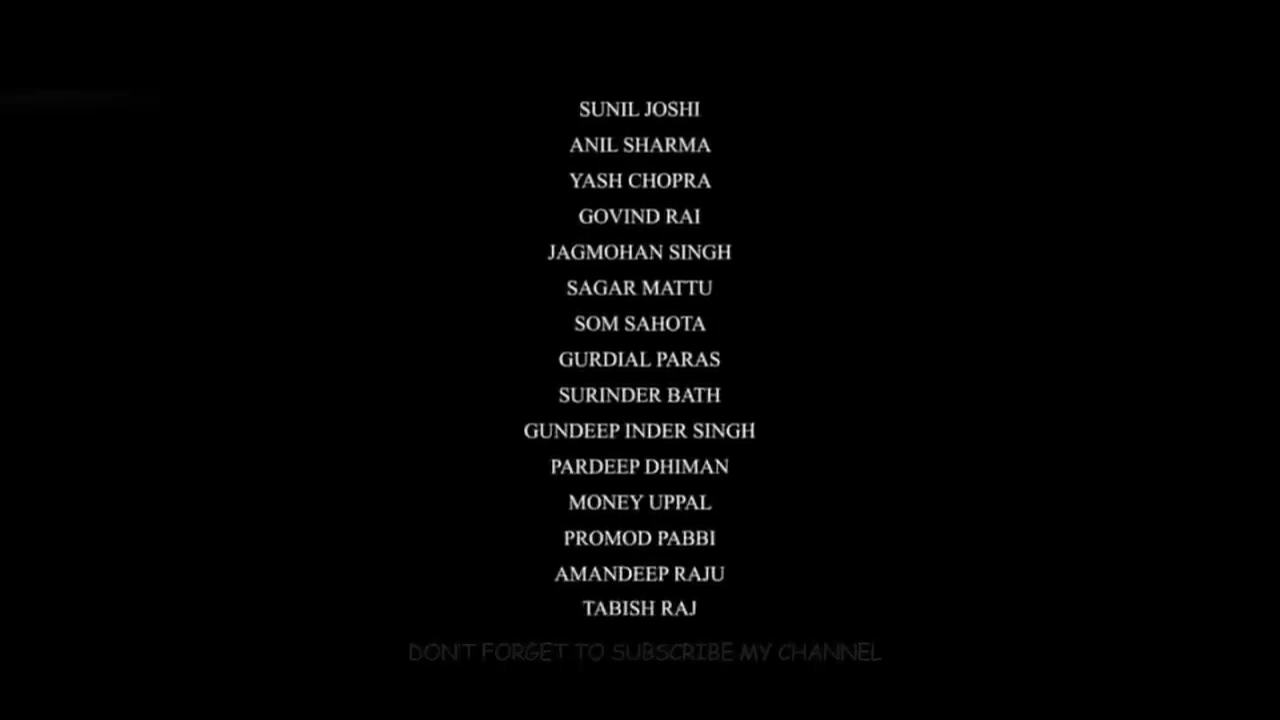 SUNIL JOSHI
ANIL SHARMA
YASH CHOPRA
GOVIND RAI
JAGMOHAN SINGH
SAGAR MATTU
SOM SAHOTA
GURDIAL PARAS
SURINDER BATH
GUNDEEP INDER SINGH
PARDEEP DHIMAN
MONEY UPPAL
PROMOD PABBI
AMANDEEP RAJU
TABISH RAJ
DON'T FORGET TO SUBSCRIBE MY CHANNEL